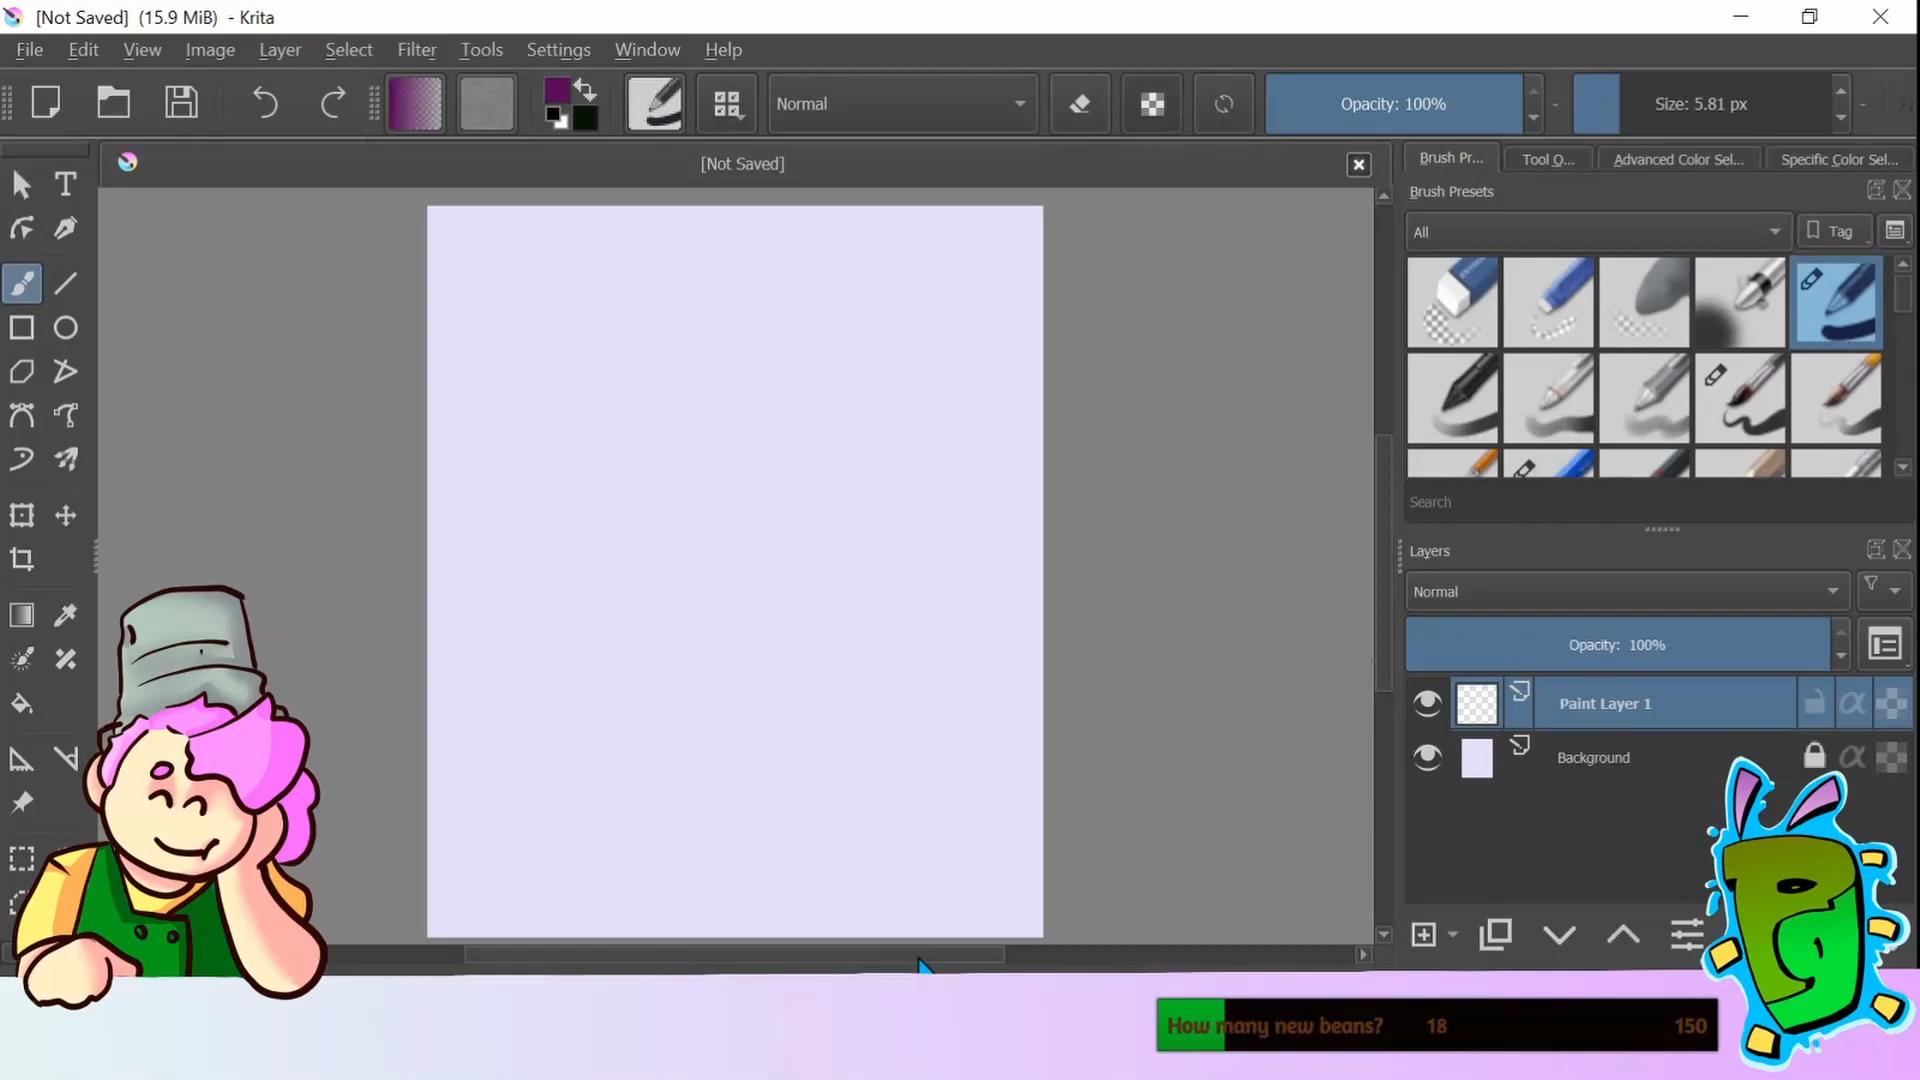 [Not Saved]  (15.9 MiB)  - Krita
File Edit View Image Layer Select Filter Tools Settings Window Help
Normal
Opacity: 100%
Size: 5.81 px
[Not Saved]
Brush Pr... Tool O... Advanced Color Sel... Specific Color Sel...
Brush Presets
All
Tag
Search
Layers
Normal
Opacity:  100%
Paint Layer 1
Background
How many new beans? 18 150